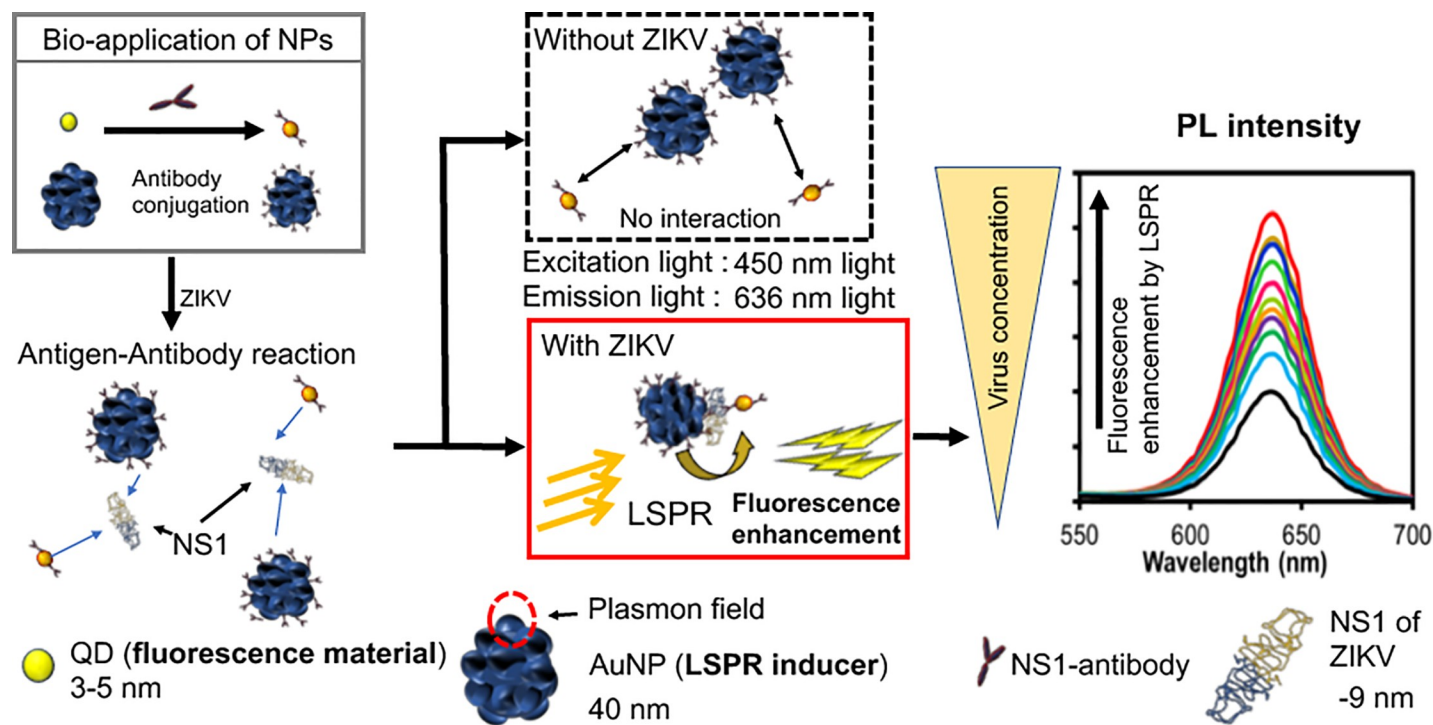 Bio-application of NPs
Antibody
conjugation
ZIKV
Antigen-Antibody reaction
NS1
Without ZIKV
No interaction
Excitation light : 450 nm light
Emission light : 636 nm light
With ZIKV
LSPR
Fluorescence
enhancement
Virus concentration
PL intensity
Fluorescence
enhancement by LSPR
550
600
650
700
Wavelength (nm)
QD (fluorescence material)
3-5 nm
Plasmon field
AuNP (LSPR inducer)
40 nm
NS1-antibody
NS1 of
ZIKV
-9 nm